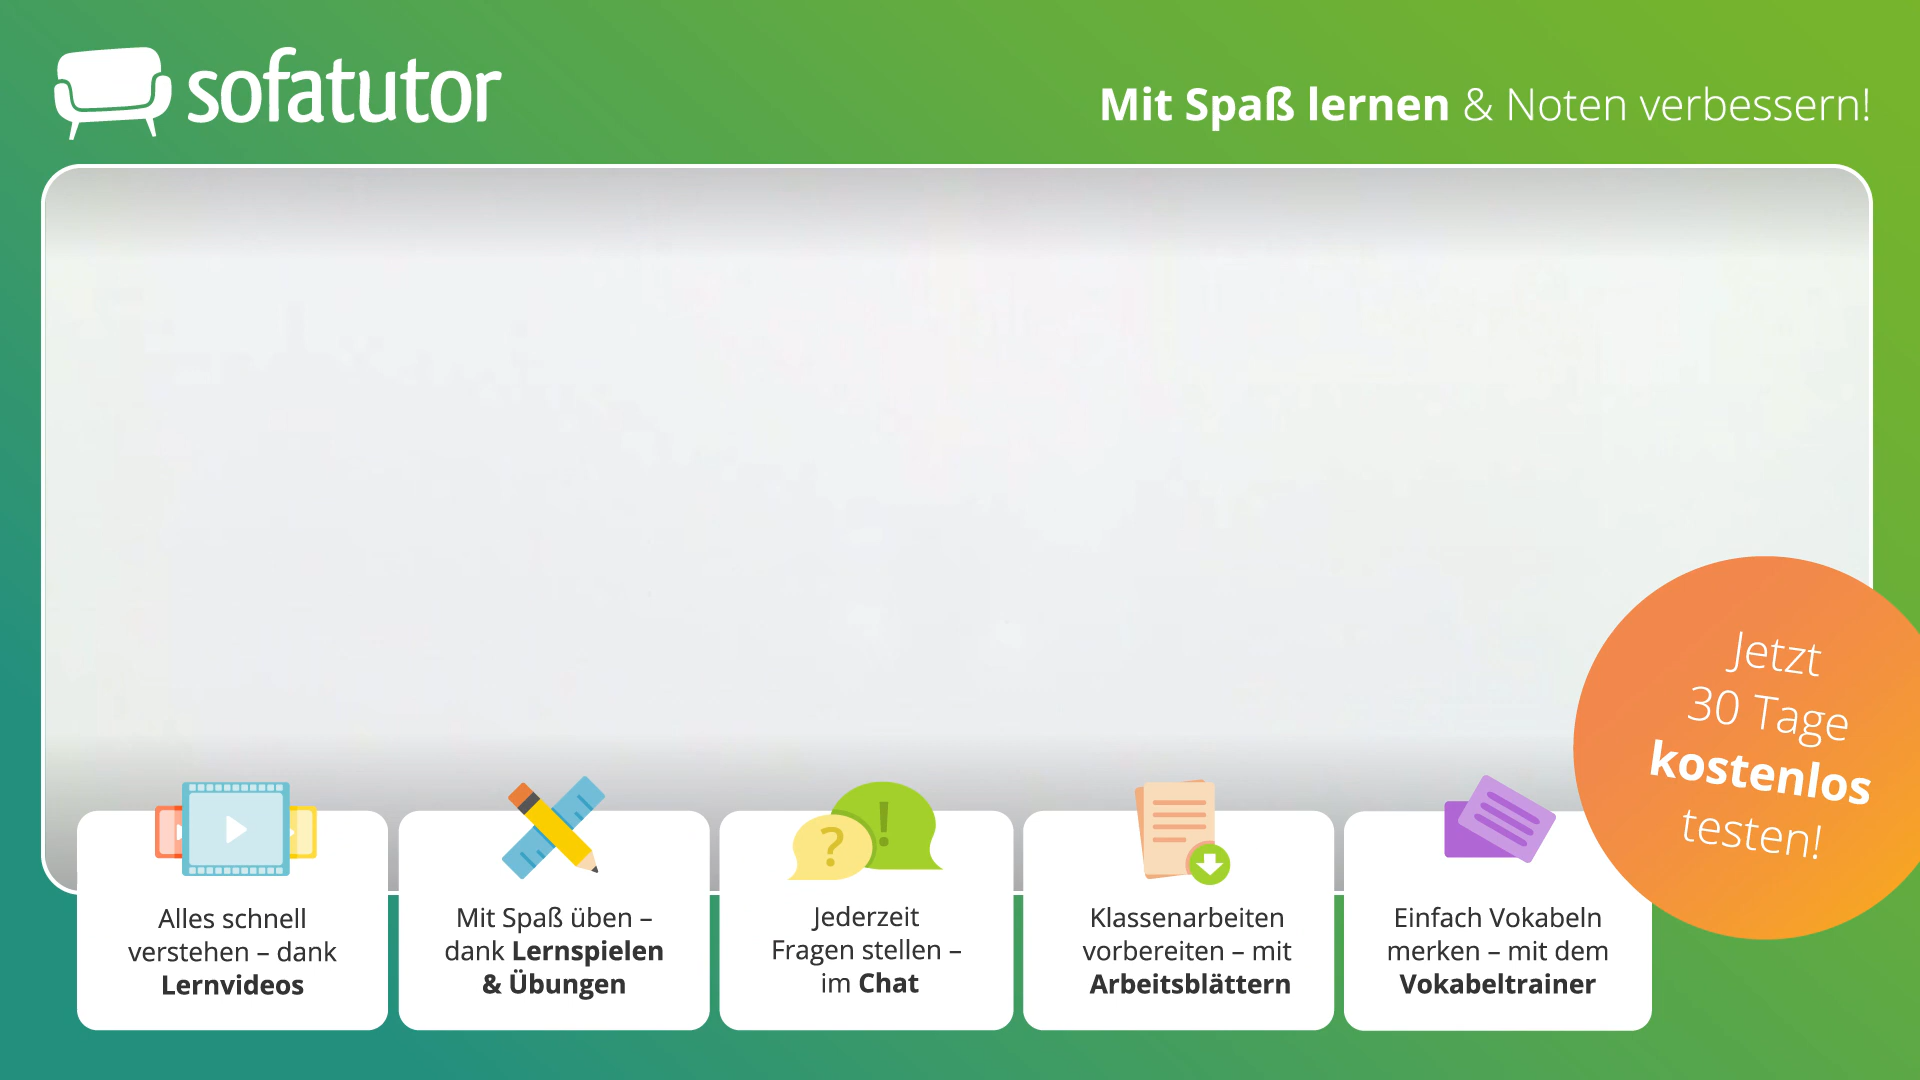 sofatutor
Mit Spaß lernen & Noten verbessern!
Jetzt
30 Tage
kostenlos
testen!
? !
Alles schnell
verstehen – dank
Lernvideos
Mit Spaß üben –
dank Lernspielen
& Übungen
Jederzeit
Fragen stellen –
im Chat
Klassenarbeiten
vorbereiten – mit
Arbeitsblättern
Einfach Vokabeln
merken – mit dem
Vokabeltrainer